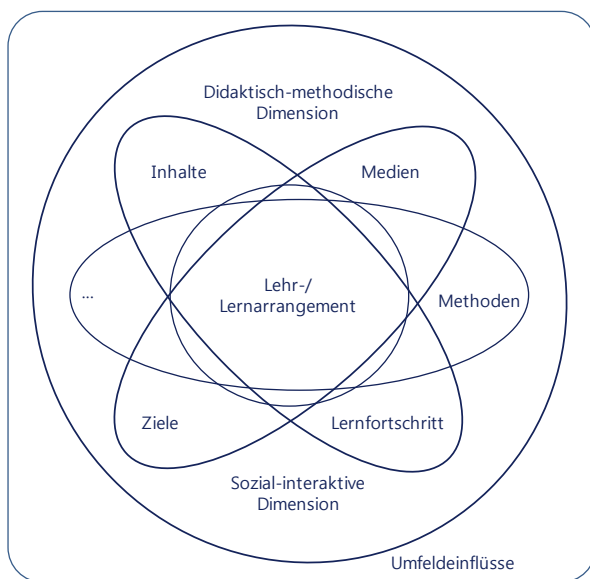 Didaktisch-methodische
Dimension
Inhalte
Medien
...
Lehr-/
Lernarrangement
Methoden
Ziele
Lernfortschritt
Sozial-interaktive
Dimension
Umfeldeinflüsse